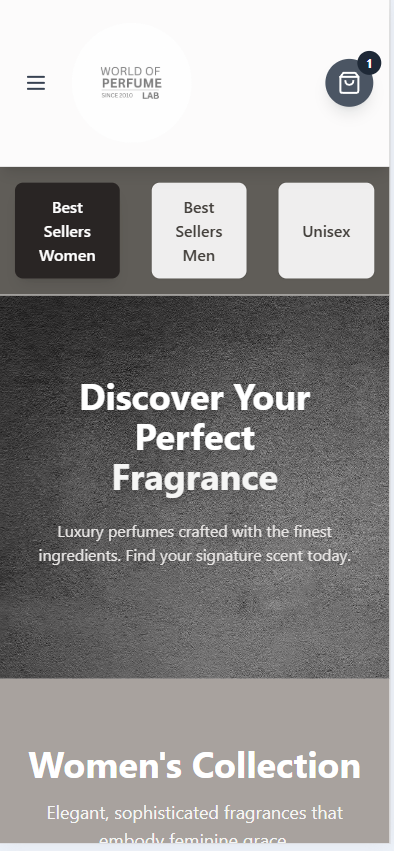 WORLD OF
PERFUME
SINCE 2010 LAB
1
Best
Sellers
Women
Best
Sellers
Men
Unisex
Discover Your
Perfect
Fragrance
Luxury perfumes crafted with the finest
ingredients. Find your signature scent today.
Women's Collection
Elegant, sophisticated fragrances that
embody feminine grace